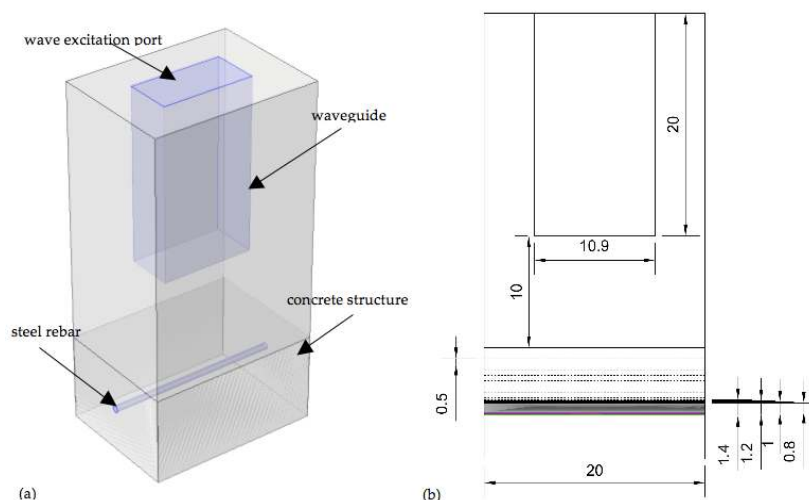 wave excitation port
waveguide
concrete structure
steel rebar
(a)
20
10.9
10
0.5
1.4
1.2
1
0.8
20
(b)